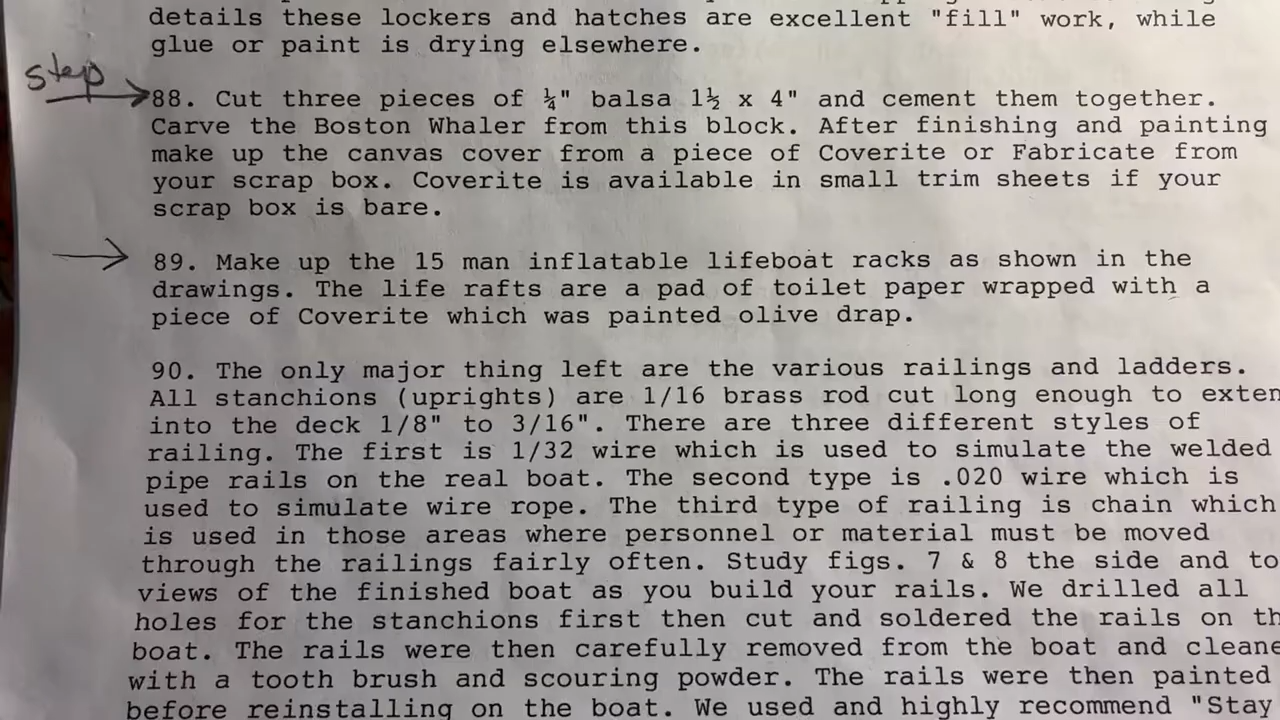 details these lockers and hatches are excellent "fill" work, while
glue or paint is drying elsewhere.
step
88. Cut three pieces of ¼" balsa 1½ x 4" and cement them together.
Carve the Boston Whaler from this block. After finishing and painting
make up the canvas cover from a piece of Coverite or Fabricate from
your scrap box. Coverite is available in small trim sheets if your
scrap box is bare.
89. Make up the 15 man inflatable lifeboat racks as shown in the
drawings. The life rafts are a pad of toilet paper wrapped with a
piece of Coverite which was painted olive drap.
90. The only major thing left are the various railings and ladders.
All stanchions (uprights) are 1/16 brass rod cut long enough to exten
into the deck 1/8" to 3/16". There are three different styles of
railing. The first is 1/32 wire which is used to simulate the welded
pipe rails on the real boat. The second type is .020 wire which is
used to simulate wire rope. The third type of railing is chain which
is used in those areas where personnel or material must be moved
through the railings fairly often. Study figs. 7 & 8 the side and to
views of the finished boat as you build your rails. We drilled all
holes for the stanchions first then cut and soldered the rails on th
boat. The rails were then carefully removed from the boat and cleane
with a tooth brush and scouring powder. The rails were then painted
before reinstalling on the boat. We used and highly recommend "Stay